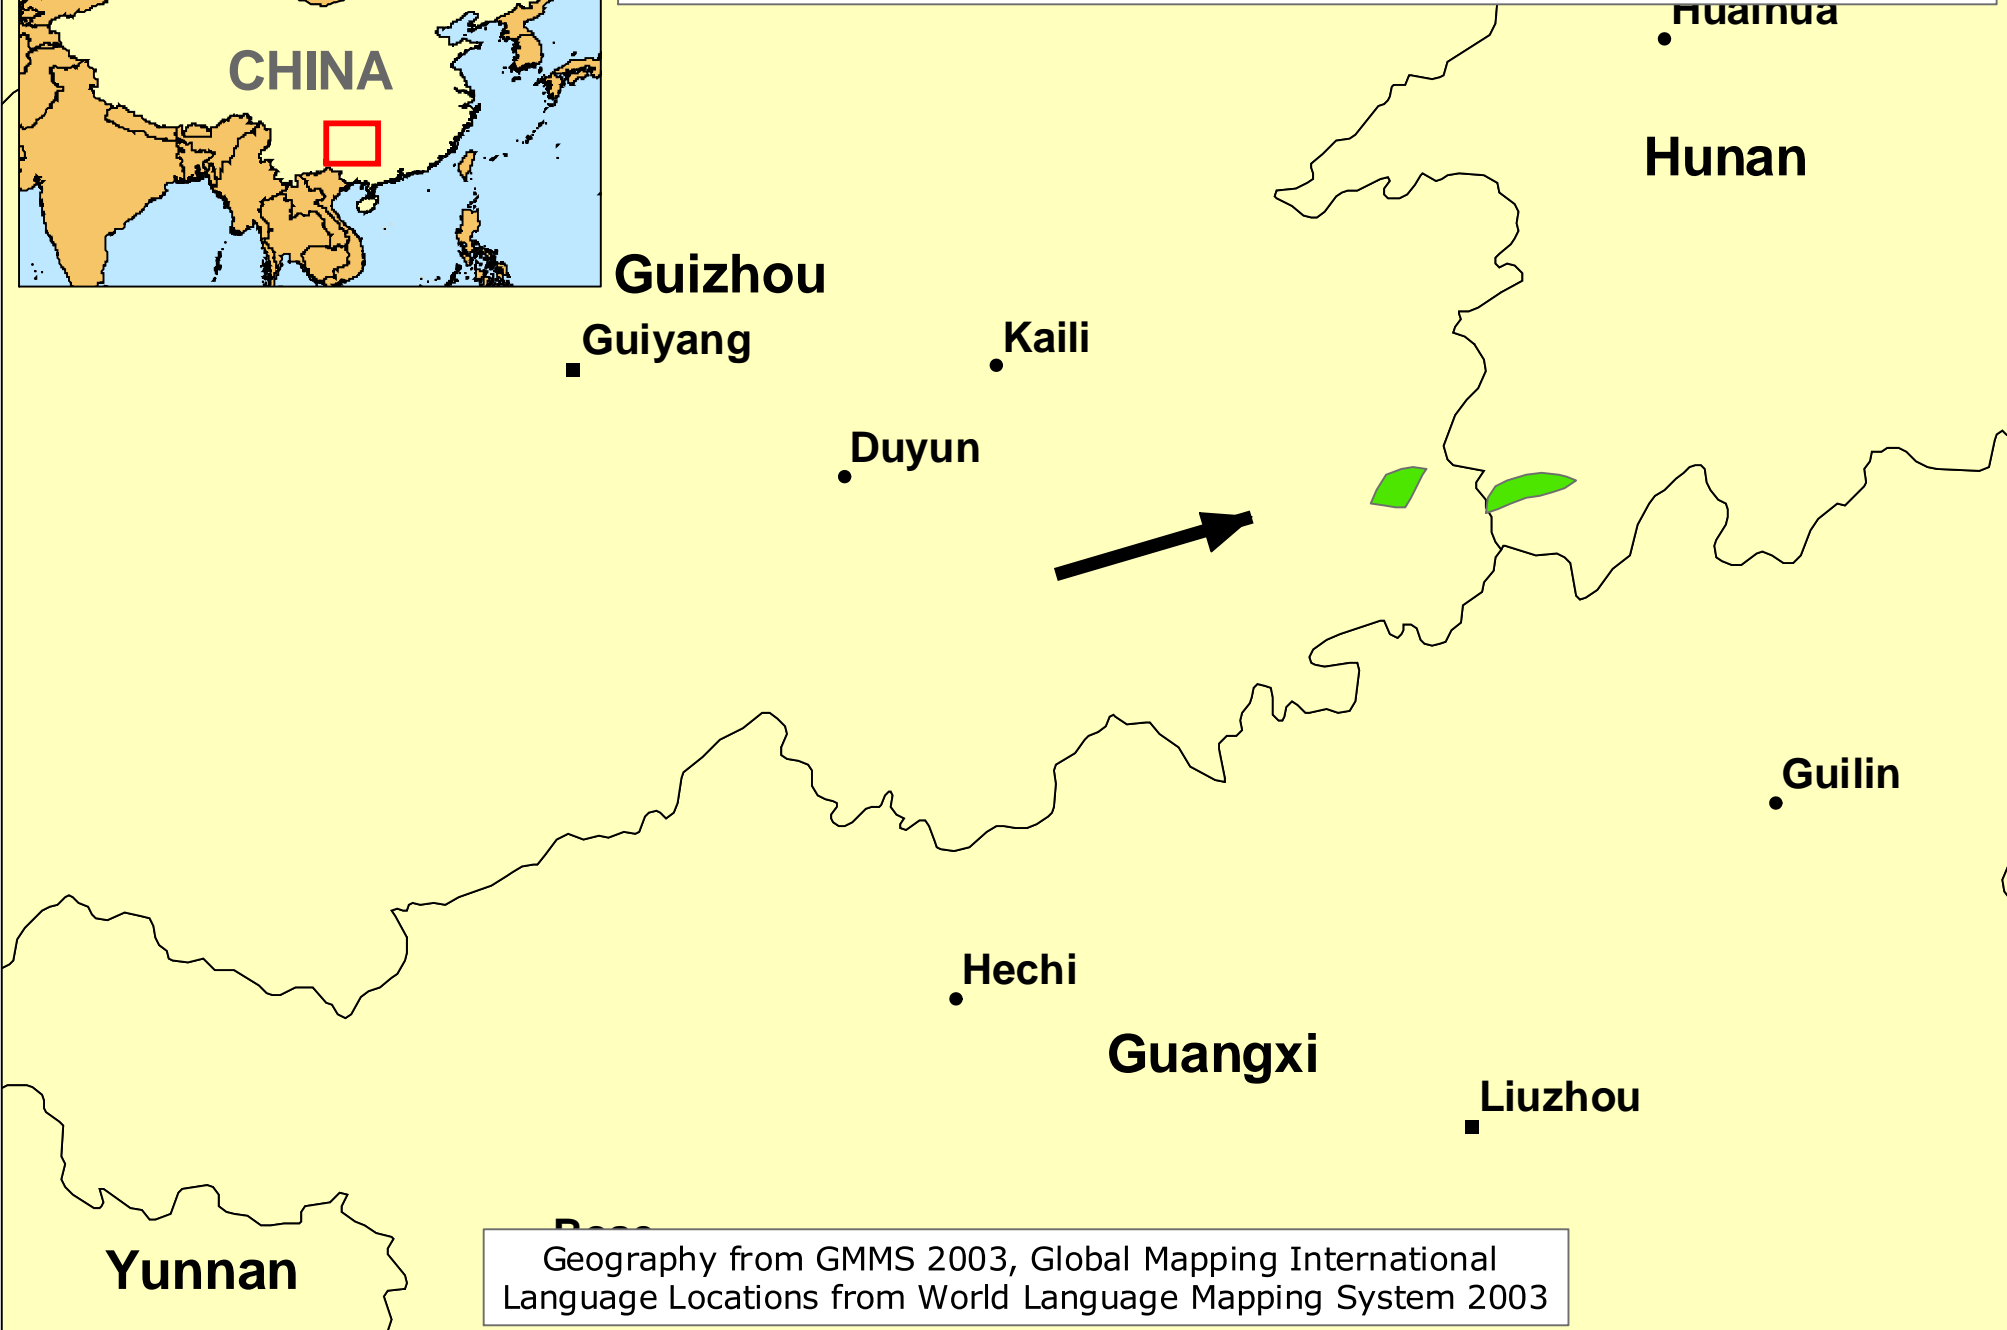 Huaihua
CHINA
Hunan
Guizhou
Guiyang
Kaili
Duyun
Guilin
Hechi
Guangxi
Liuzhou
Yunnan
Geography from GMMS 2003, Global Mapping International
Language Locations from World Language Mapping System 2003